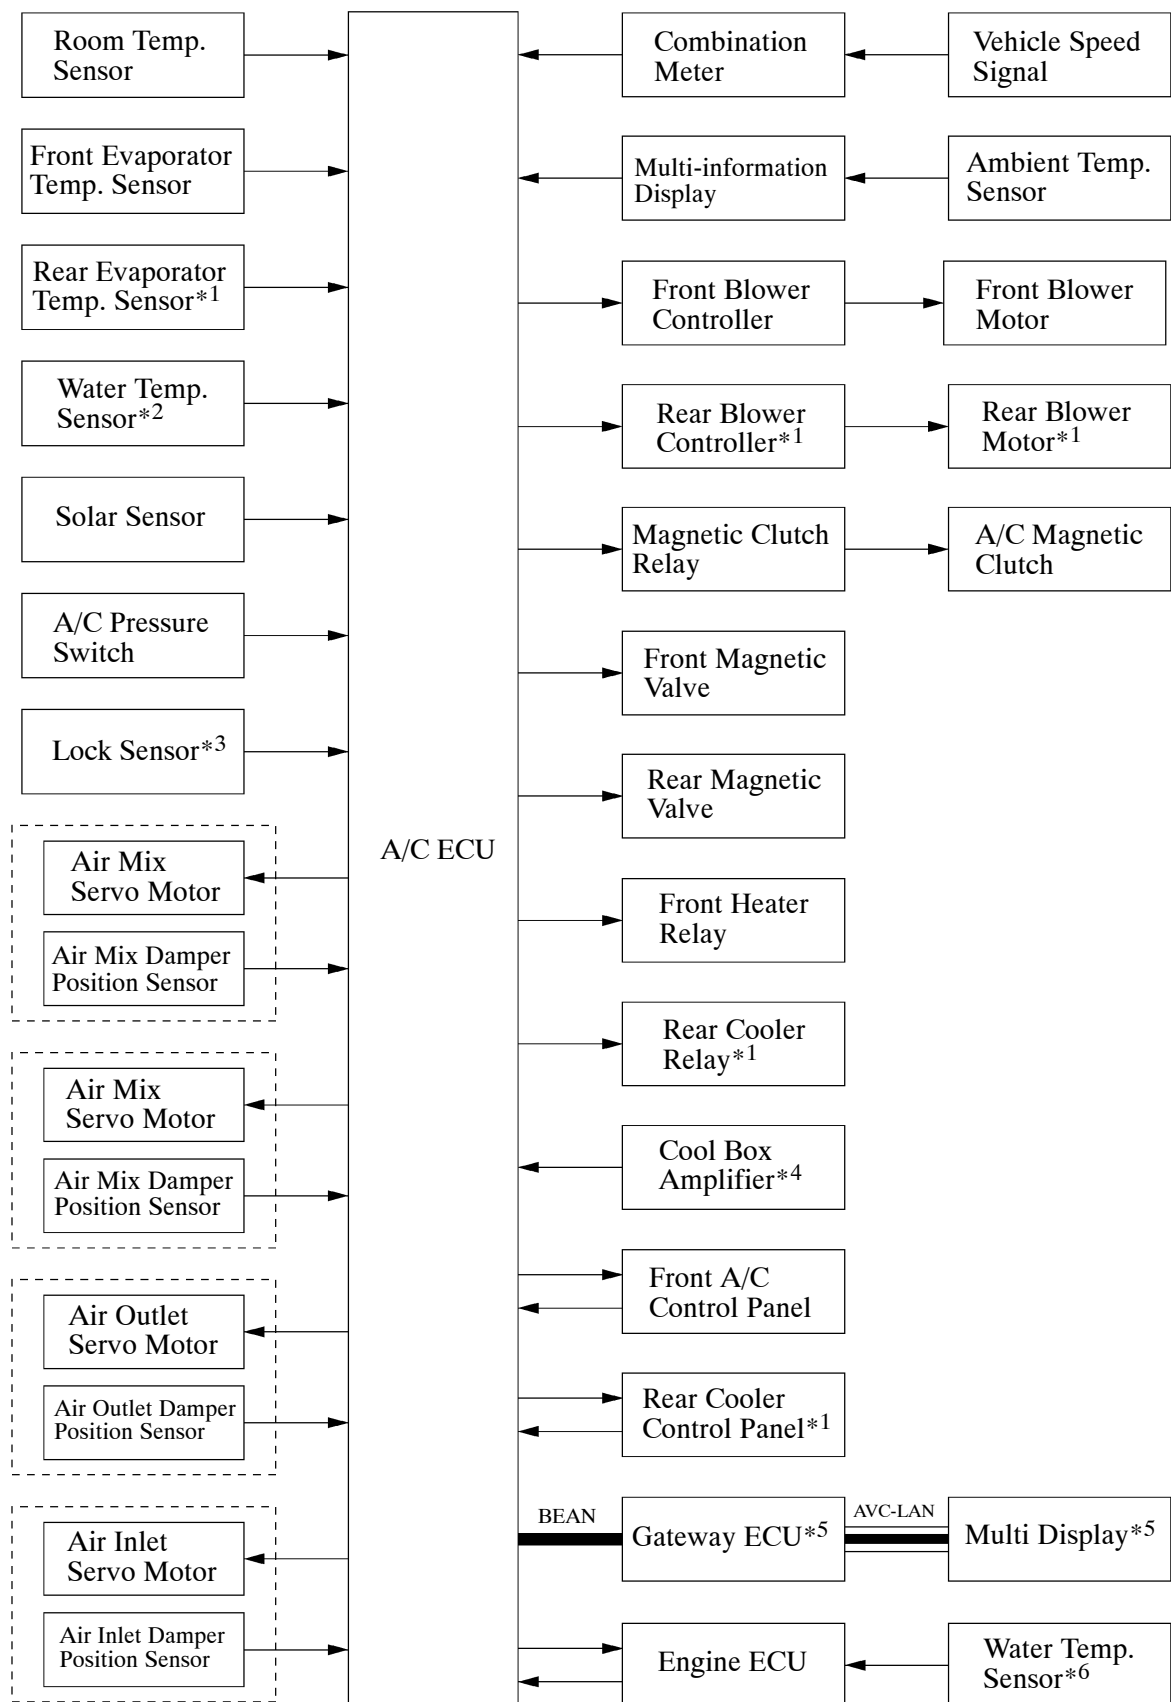 Room Temp.
Sensor
Front Evaporator
Temp. Sensor
Rear Evaporator
Temp. Sensor*1
Water Temp.
Sensor*2
Solar Sensor
A/C Pressure
Switch
Lock Sensor*3
Air Mix
Servo Motor
Air Mix Damper
Position Sensor
Air Mix
Servo Motor
Air Mix Damper
Position Sensor
Air Outlet
Servo Motor
Air Outlet Damper
Position Sensor
Air Inlet
Servo Motor
Air Inlet Damper
Position Sensor
A/C ECU
Combination
Meter
Vehicle Speed
Signal
Multi-information
Display
Ambient Temp.
Sensor
Front Blower
Controller
Front Blower
Motor
Rear Blower
Controller*1
Rear Blower
Motor*1
Magnetic Clutch
Relay
A/C Magnetic
Clutch
Front Magnetic
Valve
Rear Magnetic
Valve
Front Heater
Relay
Rear Cooler
Relay*1
Cool Box
Amplifier*4
Front A/C
Control Panel
Rear Cooler
Control Panel*1
BEAN
Gateway ECU*5
AVC-LAN
Multi Display*5
Engine ECU
Water Temp.
Sensor*6